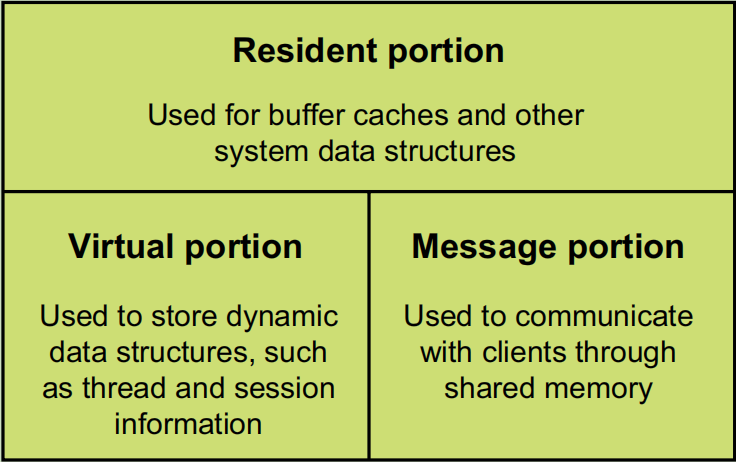 Resident portion
Used for buffer caches and other
system data structures
Virtual portion
Used to store dynamic
data structures, such
as thread and session
information
Message portion
Used to communicate
with clients through
shared memory